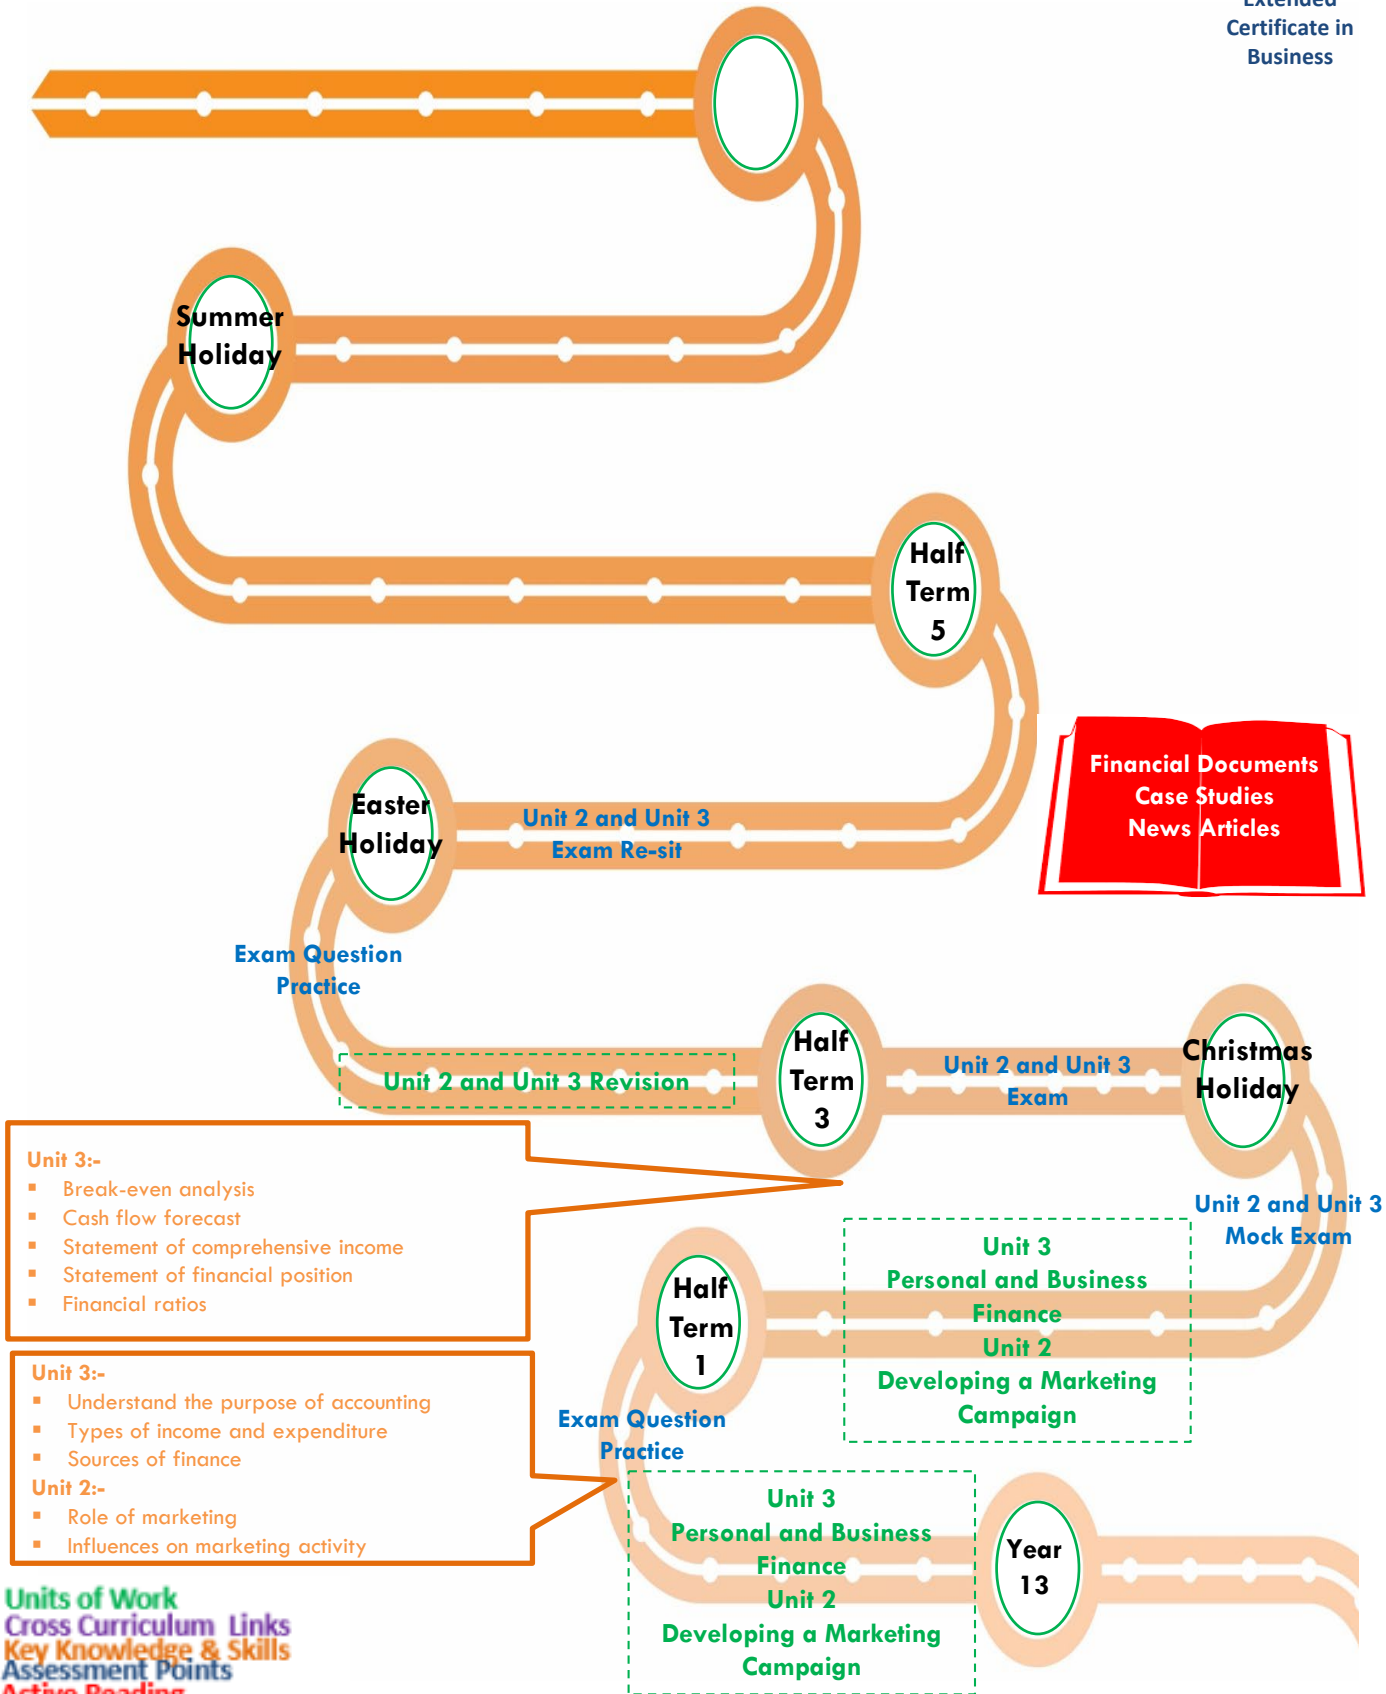 Extended
Certificate in
Business
Summer
Holiday
Half
Term
5
Financial Documents
Case Studies
News Articles
Easter
Holiday
Unit 2 and Unit 3
Exam Re-sit
Exam Question
Practice
Half
Term
3
Unit 2 and Unit 3
Exam
Christmas
Holiday
Unit 2 and Unit 3 Revision
Unit 3:-
▪ Break-even analysis
▪ Cash flow forecast
▪ Statement of comprehensive income
▪ Statement of financial position
▪ Financial ratios
Unit 2 and Unit 3
Mock Exam
Half
Term
1
Unit 3
Personal and Business
Finance
Unit 2
Developing a Marketing
Campaign
Unit 3:-
▪ Understand the purpose of accounting
▪ Types of income and expenditure
▪ Sources of finance
Unit 2:-
▪ Role of marketing
▪ Influences on marketing activity
Exam Question
Practice
Unit 3
Personal and Business
Finance
Unit 2
Developing a Marketing
Campaign
Year
13
Units of Work
Cross Curriculum Links
Key Knowledge & Skills
Assessment Points
Active Reading